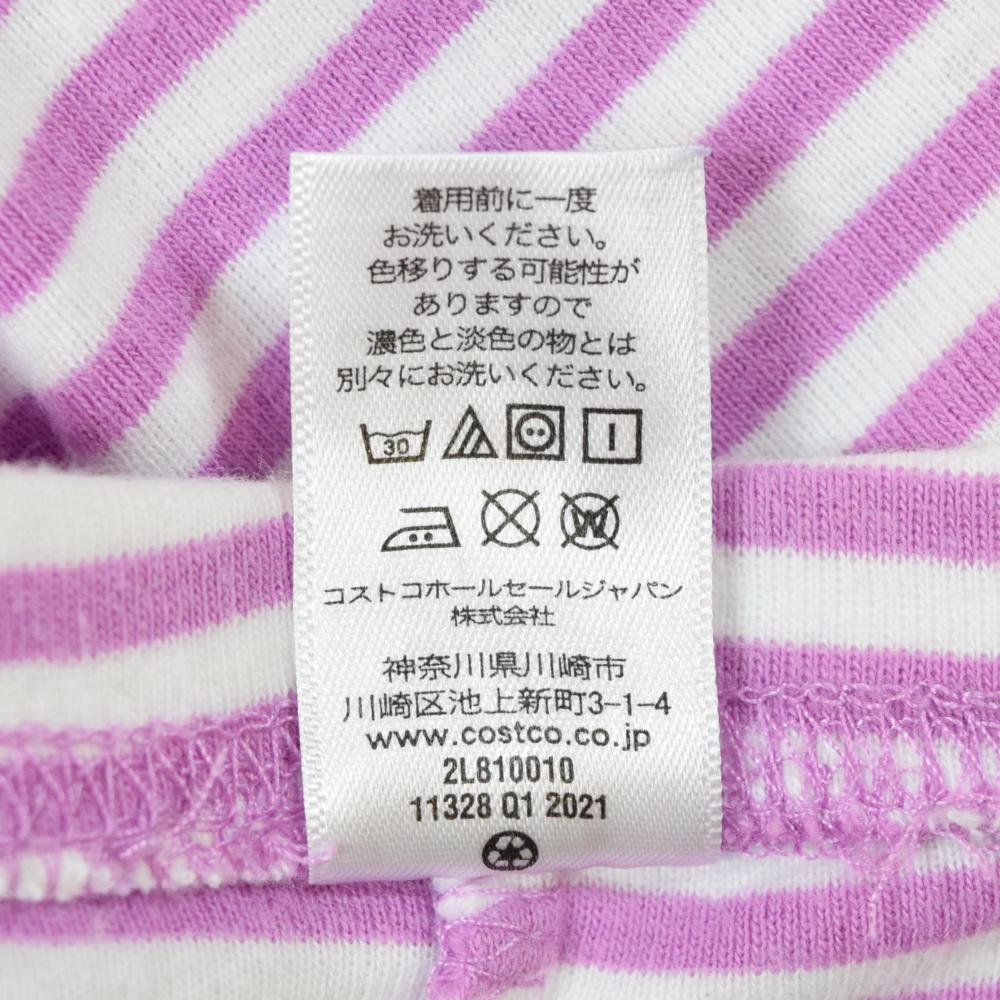 着用前に一度
お洗いください。
色移りする可能性が
ありますので
濃色と淡色の物とは
別々にお洗いください。
30
W
コストコホールセールジャパン
株式会社
神奈川県川崎市
川崎区池上新町3-1-4
www.costco.co.jp
2L810010
11328 Q1 2021